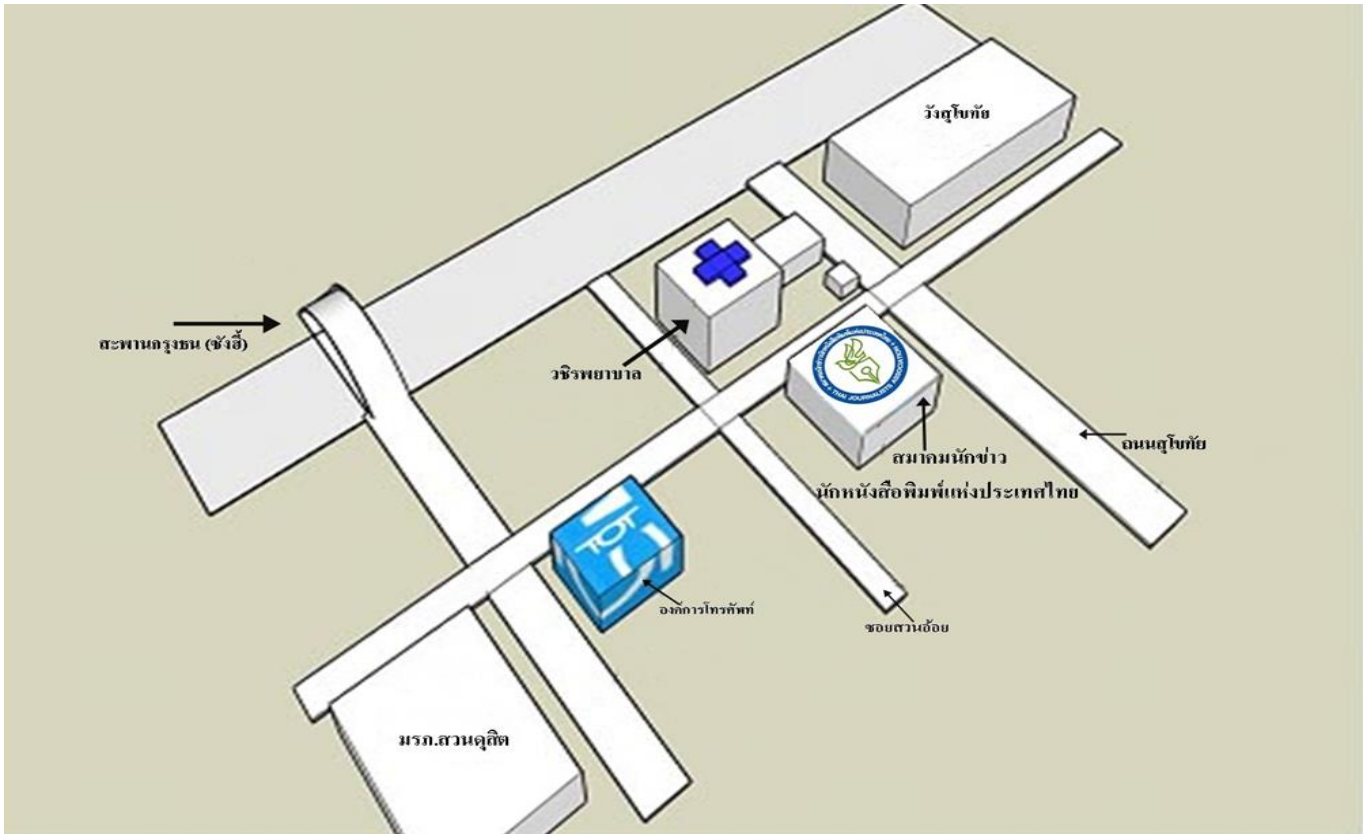 วังสุโขทัย
สะพานกรุงธน (ซังฮี้)
วชิรพยาบาล
THAI JOURNALISTS ASSOCIATION
สมาคมนักข่าว
นักหนังสือพิมพ์แห่งประเทศไทย
ถนนสุโขทัย
TOT
องค์การโทรศัพท์
ซอยสวนอ้อย
มรภ.สวนดุสิต